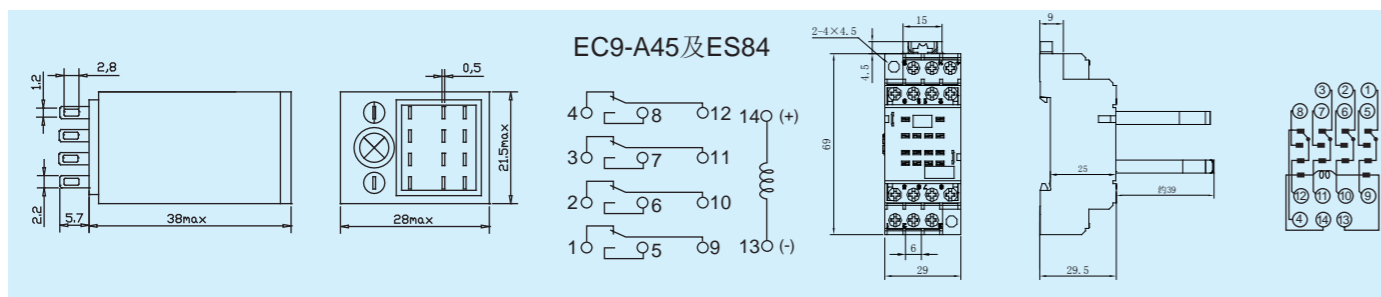 1.2
2,8
2.2
5.7
38max
0,5
21.5max
28max
EC9-A45及ES84
4 8 12 14 (+)
3 7 11
2 6 10
1 5 9 13 (-)
2-4×4.5
15
4.5
69
6
29
9
25
约39
29.5
③ ② ①
⑧ ⑦ ⑥ ⑤
⑫ ⑪ ⑩ ⑨
④ ⑭ ⑬